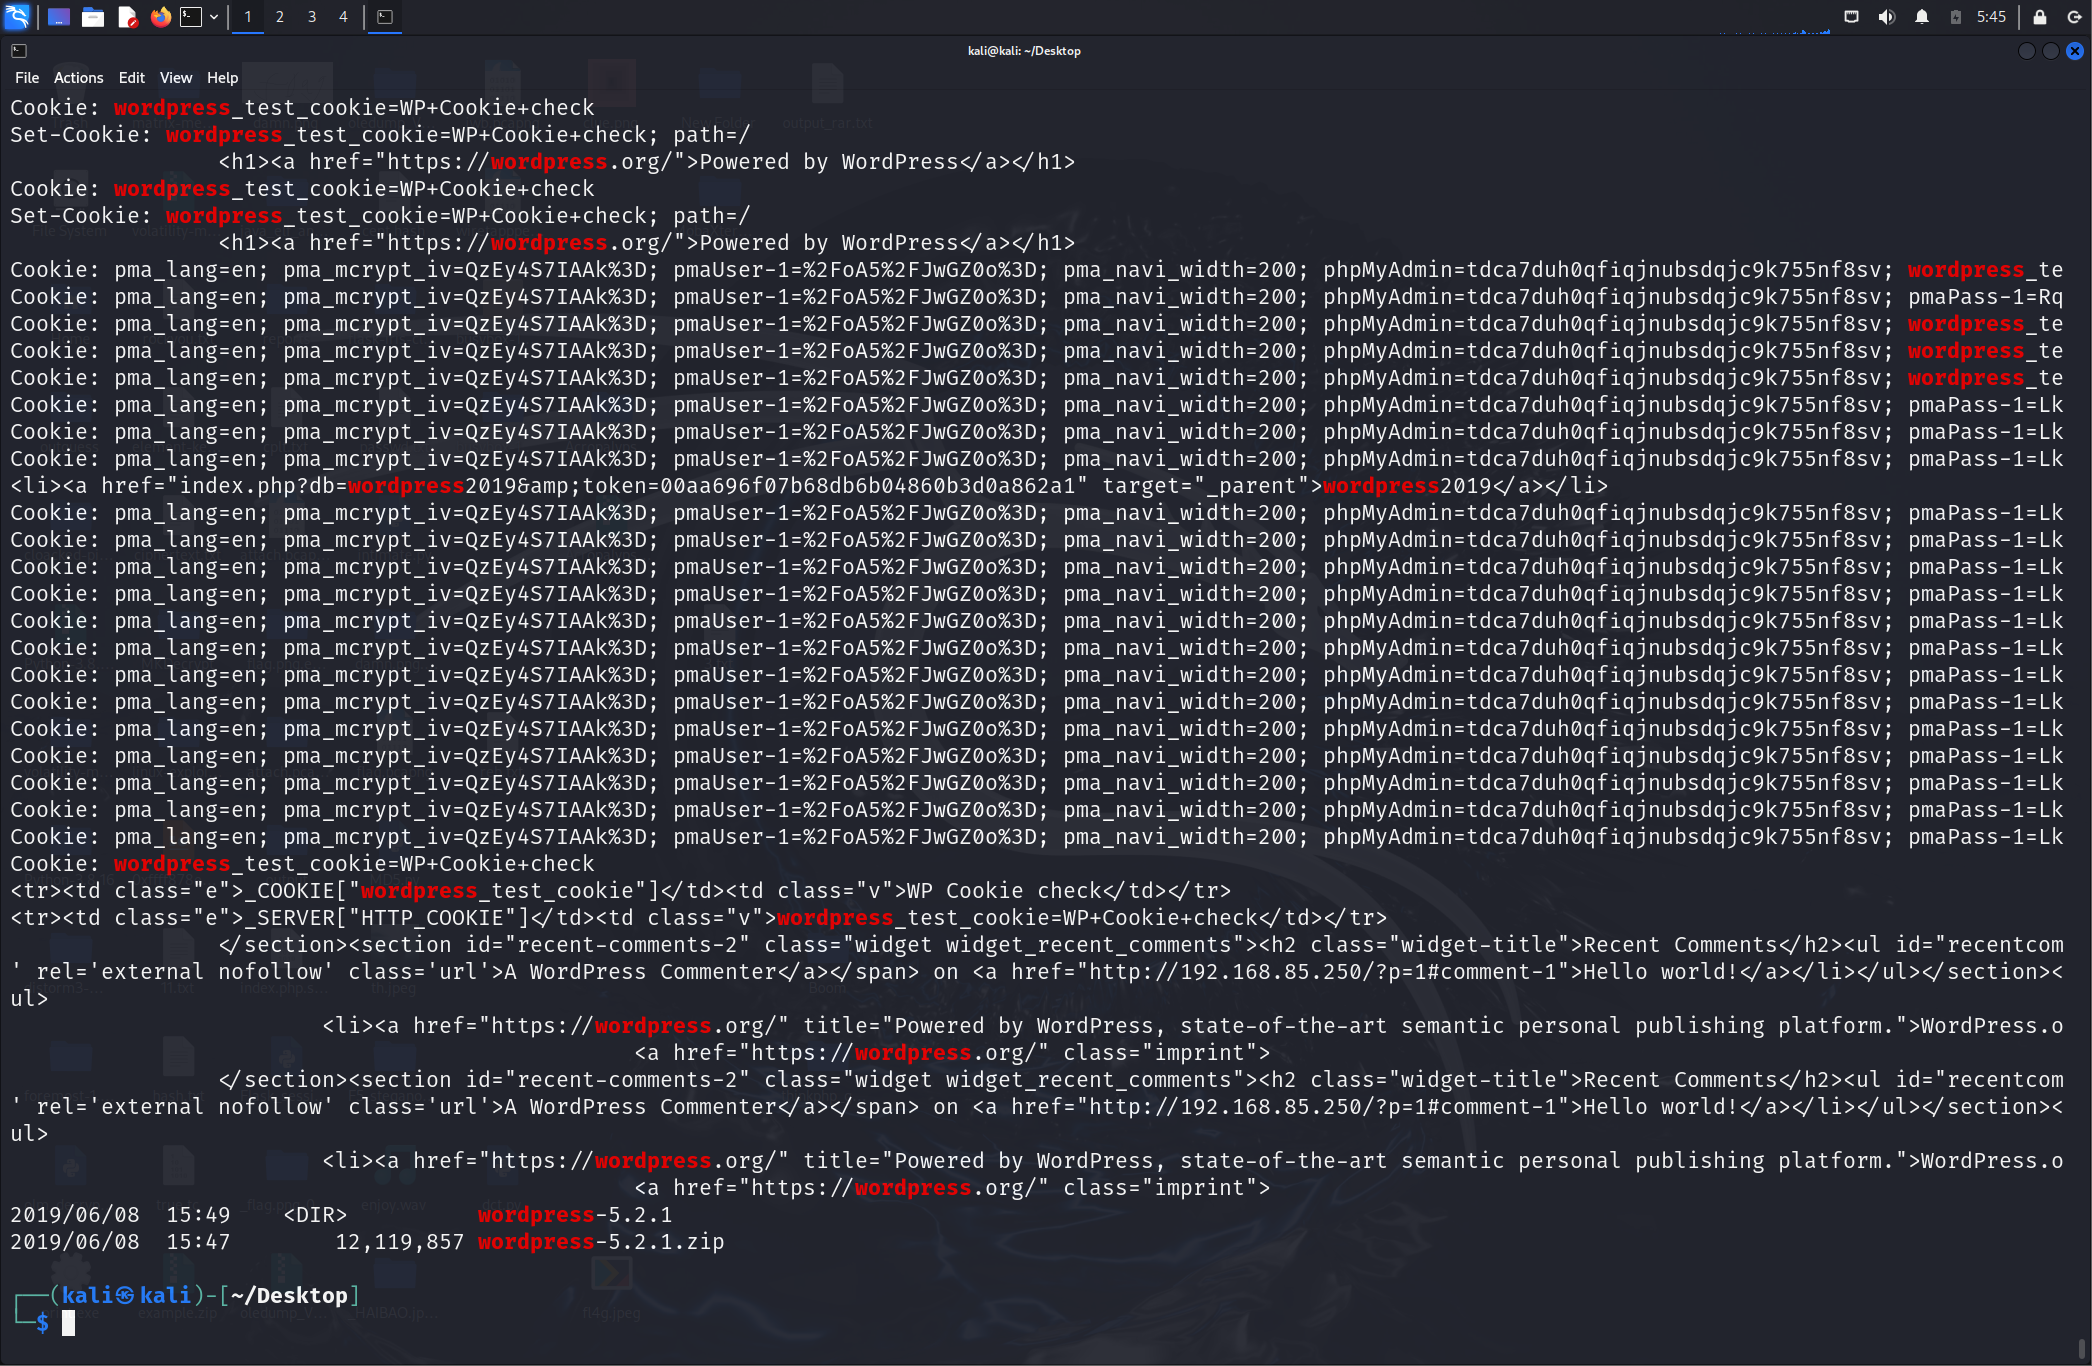 1 2 3 4 5:45
kali@kali: ~/Desktop
File Actions Edit View Help
Cookie: wordpress_test_cookie=WP+Cookie+check
Set-Cookie: wordpress_test_cookie=WP+Cookie+check; path=/
<h1><a href="https://wordpress.org/">Powered by WordPress</a></h1>
Cookie: wordpress_test_cookie=WP+Cookie+check
Set-Cookie: wordpress_test_cookie=WP+Cookie+check; path=/
<h1><a href="https://wordpress.org/">Powered by WordPress</a></h1>
Cookie: pma_lang=en; pma_mcrypt_iv=QzEy4S7IAAk%3D; pmaUser-1=%2FoA5%2FJwGZ0o%3D; pma_navi_width=200; phpMyAdmin=tdca7duh0qfiqjnubsdqjc9k755nf8sv; wordpress_te
Cookie: pma_lang=en; pma_mcrypt_iv=QzEy4S7IAAk%3D; pmaUser-1=%2FoA5%2FJwGZ0o%3D; pma_navi_width=200; phpMyAdmin=tdca7duh0qfiqjnubsdqjc9k755nf8sv; pmaPass-1=Rq
Cookie: pma_lang=en; pma_mcrypt_iv=QzEy4S7IAAk%3D; pmaUser-1=%2FoA5%2FJwGZ0o%3D; pma_navi_width=200; phpMyAdmin=tdca7duh0qfiqjnubsdqjc9k755nf8sv; wordpress_te
Cookie: pma_lang=en; pma_mcrypt_iv=QzEy4S7IAAk%3D; pmaUser-1=%2FoA5%2FJwGZ0o%3D; pma_navi_width=200; phpMyAdmin=tdca7duh0qfiqjnubsdqjc9k755nf8sv; wordpress_te
Cookie: pma_lang=en; pma_mcrypt_iv=QzEy4S7IAAk%3D; pmaUser-1=%2FoA5%2FJwGZ0o%3D; pma_navi_width=200; phpMyAdmin=tdca7duh0qfiqjnubsdqjc9k755nf8sv; wordpress_te
Cookie: pma_lang=en; pma_mcrypt_iv=QzEy4S7IAAk%3D; pmaUser-1=%2FoA5%2FJwGZ0o%3D; pma_navi_width=200; phpMyAdmin=tdca7duh0qfiqjnubsdqjc9k755nf8sv; pmaPass-1=Lk
Cookie: pma_lang=en; pma_mcrypt_iv=QzEy4S7IAAk%3D; pmaUser-1=%2FoA5%2FJwGZ0o%3D; pma_navi_width=200; phpMyAdmin=tdca7duh0qfiqjnubsdqjc9k755nf8sv; pmaPass-1=Lk
Cookie: pma_lang=en; pma_mcrypt_iv=QzEy4S7IAAk%3D; pmaUser-1=%2FoA5%2FJwGZ0o%3D; pma_navi_width=200; phpMyAdmin=tdca7duh0qfiqjnubsdqjc9k755nf8sv; pmaPass-1=Lk
<li><a href="index.php?db=wordpress2019&amp;token=00aa696f07b68db6b04860b3d0a862a1" target="_parent">wordpress2019</a></li>
Cookie: pma_lang=en; pma_mcrypt_iv=QzEy4S7IAAk%3D; pmaUser-1=%2FoA5%2FJwGZ0o%3D; pma_navi_width=200; phpMyAdmin=tdca7duh0qfiqjnubsdqjc9k755nf8sv; pmaPass-1=Lk
Cookie: pma_lang=en; pma_mcrypt_iv=QzEy4S7IAAk%3D; pmaUser-1=%2FoA5%2FJwGZ0o%3D; pma_navi_width=200; phpMyAdmin=tdca7duh0qfiqjnubsdqjc9k755nf8sv; pmaPass-1=Lk
Cookie: pma_lang=en; pma_mcrypt_iv=QzEy4S7IAAk%3D; pmaUser-1=%2FoA5%2FJwGZ0o%3D; pma_navi_width=200; phpMyAdmin=tdca7duh0qfiqjnubsdqjc9k755nf8sv; pmaPass-1=Lk
Cookie: pma_lang=en; pma_mcrypt_iv=QzEy4S7IAAk%3D; pmaUser-1=%2FoA5%2FJwGZ0o%3D; pma_navi_width=200; phpMyAdmin=tdca7duh0qfiqjnubsdqjc9k755nf8sv; pmaPass-1=Lk
Cookie: pma_lang=en; pma_mcrypt_iv=QzEy4S7IAAk%3D; pmaUser-1=%2FoA5%2FJwGZ0o%3D; pma_navi_width=200; phpMyAdmin=tdca7duh0qfiqjnubsdqjc9k755nf8sv; pmaPass-1=Lk
Cookie: pma_lang=en; pma_mcrypt_iv=QzEy4S7IAAk%3D; pmaUser-1=%2FoA5%2FJwGZ0o%3D; pma_navi_width=200; phpMyAdmin=tdca7duh0qfiqjnubsdqjc9k755nf8sv; pmaPass-1=Lk
Cookie: pma_lang=en; pma_mcrypt_iv=QzEy4S7IAAk%3D; pmaUser-1=%2FoA5%2FJwGZ0o%3D; pma_navi_width=200; phpMyAdmin=tdca7duh0qfiqjnubsdqjc9k755nf8sv; pmaPass-1=Lk
Cookie: pma_lang=en; pma_mcrypt_iv=QzEy4S7IAAk%3D; pmaUser-1=%2FoA5%2FJwGZ0o%3D; pma_navi_width=200; phpMyAdmin=tdca7duh0qfiqjnubsdqjc9k755nf8sv; pmaPass-1=Lk
Cookie: pma_lang=en; pma_mcrypt_iv=QzEy4S7IAAk%3D; pmaUser-1=%2FoA5%2FJwGZ0o%3D; pma_navi_width=200; phpMyAdmin=tdca7duh0qfiqjnubsdqjc9k755nf8sv; pmaPass-1=Lk
Cookie: pma_lang=en; pma_mcrypt_iv=QzEy4S7IAAk%3D; pmaUser-1=%2FoA5%2FJwGZ0o%3D; pma_navi_width=200; phpMyAdmin=tdca7duh0qfiqjnubsdqjc9k755nf8sv; pmaPass-1=Lk
Cookie: pma_lang=en; pma_mcrypt_iv=QzEy4S7IAAk%3D; pmaUser-1=%2FoA5%2FJwGZ0o%3D; pma_navi_width=200; phpMyAdmin=tdca7duh0qfiqjnubsdqjc9k755nf8sv; pmaPass-1=Lk
Cookie: pma_lang=en; pma_mcrypt_iv=QzEy4S7IAAk%3D; pmaUser-1=%2FoA5%2FJwGZ0o%3D; pma_navi_width=200; phpMyAdmin=tdca7duh0qfiqjnubsdqjc9k755nf8sv; pmaPass-1=Lk
Cookie: pma_lang=en; pma_mcrypt_iv=QzEy4S7IAAk%3D; pmaUser-1=%2FoA5%2FJwGZ0o%3D; pma_navi_width=200; phpMyAdmin=tdca7duh0qfiqjnubsdqjc9k755nf8sv; pmaPass-1=Lk
Cookie: wordpress_test_cookie=WP+Cookie+check
<tr><td class="e">_COOKIE["wordpress_test_cookie"]</td><td class="v">WP Cookie check</td></tr>
<tr><td class="e">_SERVER["HTTP_COOKIE"]</td><td class="v">wordpress_test_cookie=WP+Cookie+check</td></tr>
</section><section id="recent-comments-2" class="widget widget_recent_comments"><h2 class="widget-title">Recent Comments</h2><ul id="recentcom
' rel='external nofollow' class='url'>A WordPress Commenter</a></span> on <a href="http://192.168.85.250/?p=1#comment-1">Hello world!</a></li></ul></section><
ul>
<li><a href="https://wordpress.org/" title="Powered by WordPress, state-of-the-art semantic personal publishing platform.">WordPress.o
<a href="https://wordpress.org/" class="imprint">
</section><section id="recent-comments-2" class="widget widget_recent_comments"><h2 class="widget-title">Recent Comments</h2><ul id="recentcom
' rel='external nofollow' class='url'>A WordPress Commenter</a></span> on <a href="http://192.168.85.250/?p=1#comment-1">Hello world!</a></li></ul></section><
ul>
<li><a href="https://wordpress.org/" title="Powered by WordPress, state-of-the-art semantic personal publishing platform.">WordPress.o
<a href="https://wordpress.org/" class="imprint">
2019/06/08 15:49 <DIR> wordpress-5.2.1
2019/06/08 15:47 12,119,857 wordpress-5.2.1.zip
┌──(kali㉿kali)-[~/Desktop]
└─$